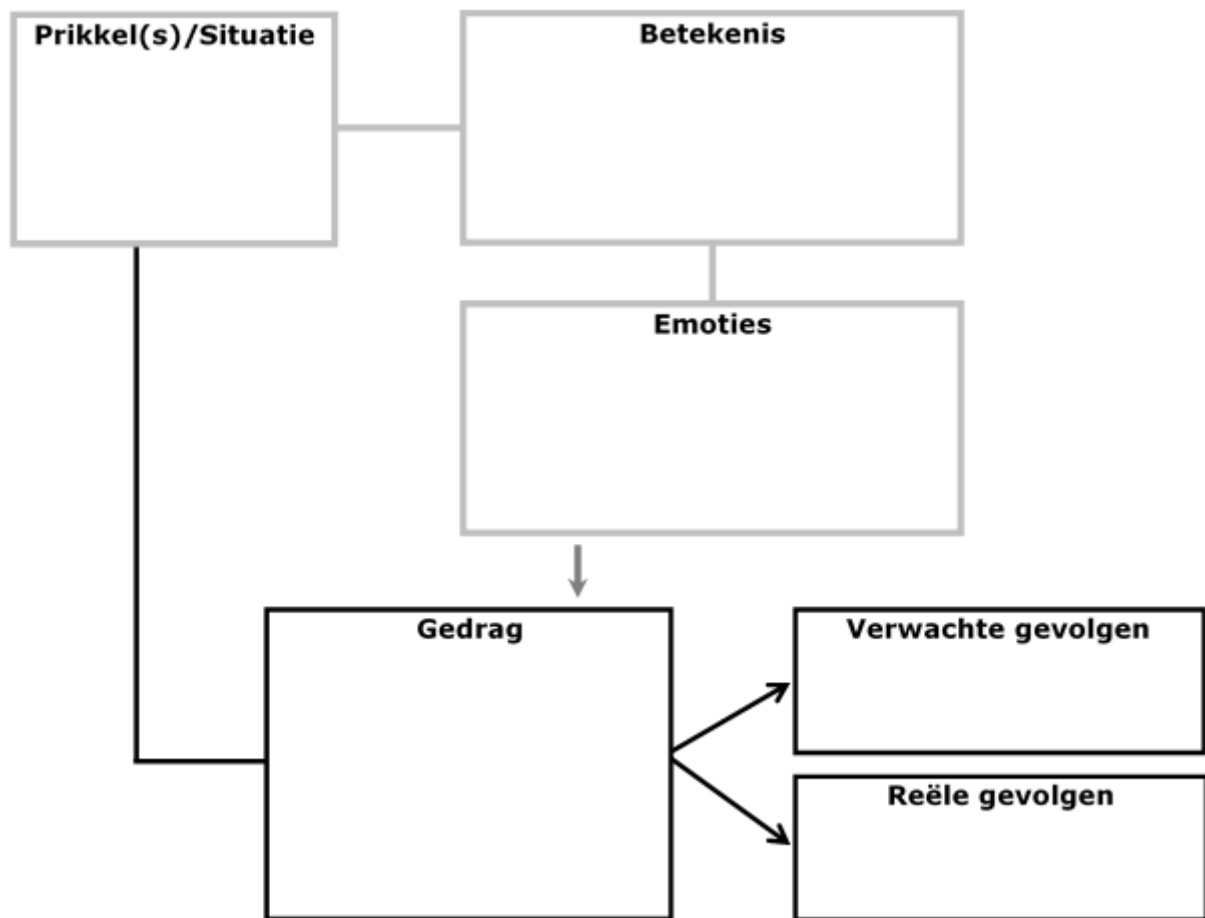 Prikkel(s)/Situatie
Betekenis
Emoties
Gedrag
Verwachte gevolgen
Reële gevolgen